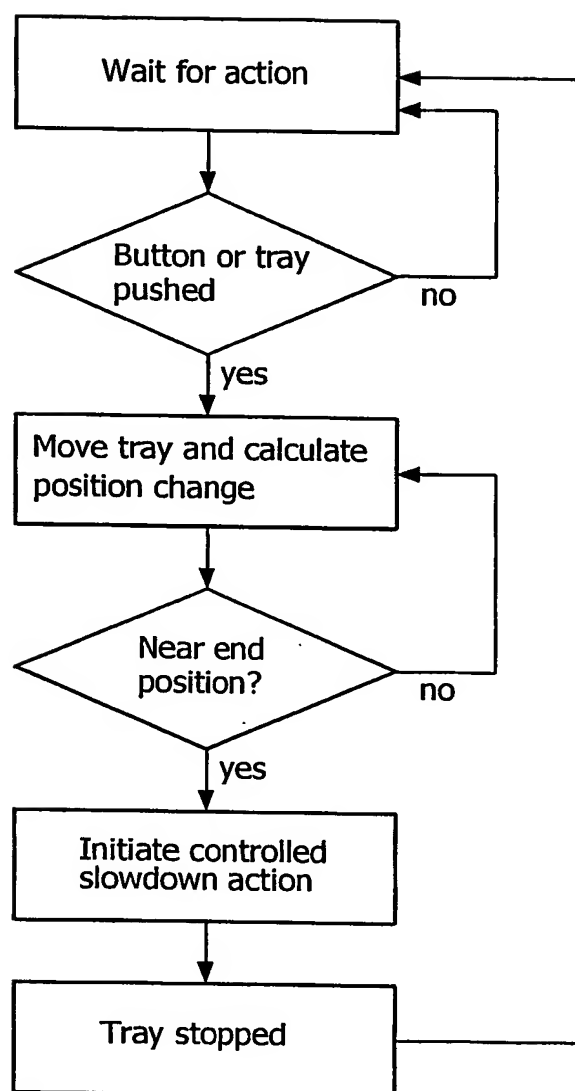 Wait for action
Button or tray
pushed
no
yes
Move tray and calculate
position change
Near end
position?
no
yes
Initiate controlled
slowdown action
Tray stopped